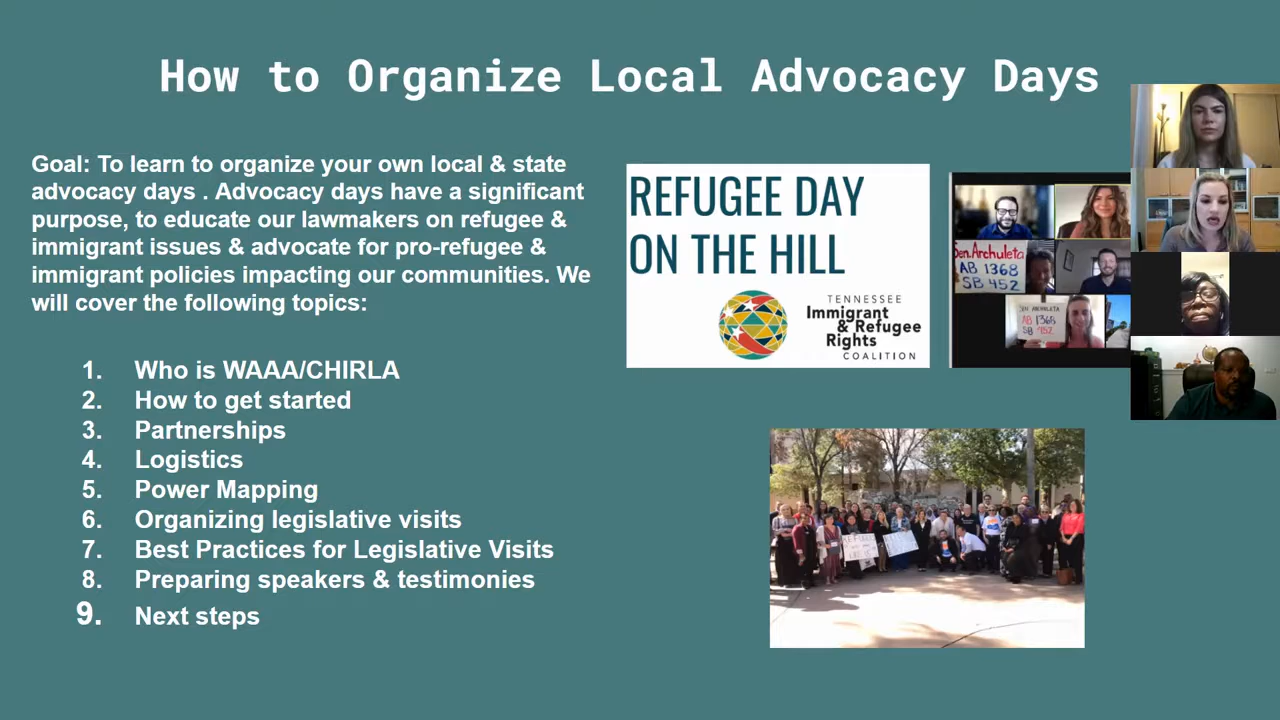 How to Organize Local Advocacy Days
Goal: To learn to organize your own local & state
advocacy days . Advocacy days have a significant
purpose, to educate our lawmakers on refugee &
immigrant issues & advocate for pro-refugee &
immigrant policies impacting our communities. We
will cover the following topics:
1. Who is WAAA/CHIRLA
2. How to get started
3. Partnerships
4. Logistics
5. Power Mapping
6. Organizing legislative visits
7. Best Practices for Legislative Visits
8. Preparing speakers & testimonies
9. Next steps
REFUGEE DAY
ON THE HILL
TENNESSEE
Immigrant
& Refugee
Rights
COALITION
Sen. Archuleta
AB 1368
SB 452
SEN ARCHULETA
AB 1368
SB 452